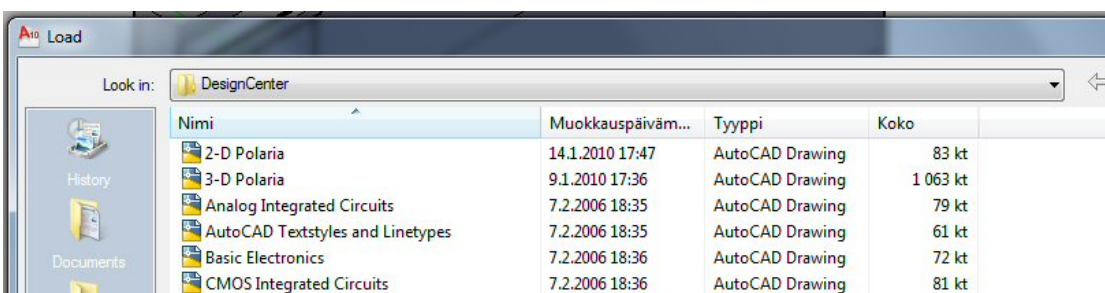 A10 Load
Look in: DesignCenter
Nimi Muokkauspäiväm... Tyyppi Koko
2-D Polaria 14.1.2010 17:47 AutoCAD Drawing 83 kt
History 3-D Polaria 9.1.2010 17:36 AutoCAD Drawing 1 063 kt
Analog Integrated Circuits 7.2.2006 18:35 AutoCAD Drawing 79 kt
AutoCAD Textstyles and Linetypes 7.2.2006 18:35 AutoCAD Drawing 61 kt
Documents Basic Electronics 7.2.2006 18:36 AutoCAD Drawing 72 kt
CMOS Integrated Circuits 7.2.2006 18:36 AutoCAD Drawing 81 kt